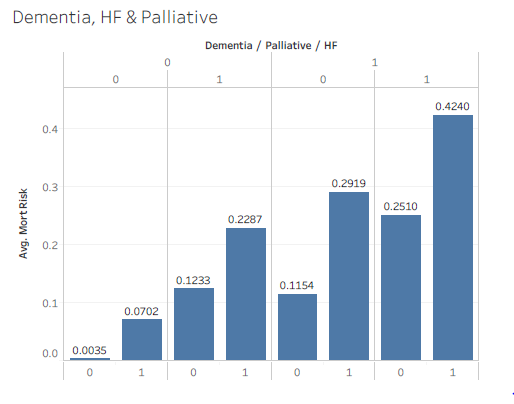 Dementia, HF & Palliative
Dementia / Palliative / HF
0 1
0 1 0 1
0.4240
0.4
0.3
0.2919
0.2510
0.2287
0.2
0.1233
0.1154
0.1
0.0702
0.0035
0.0
Avg. Mort Risk
0 1 0 1 0 1 0 1